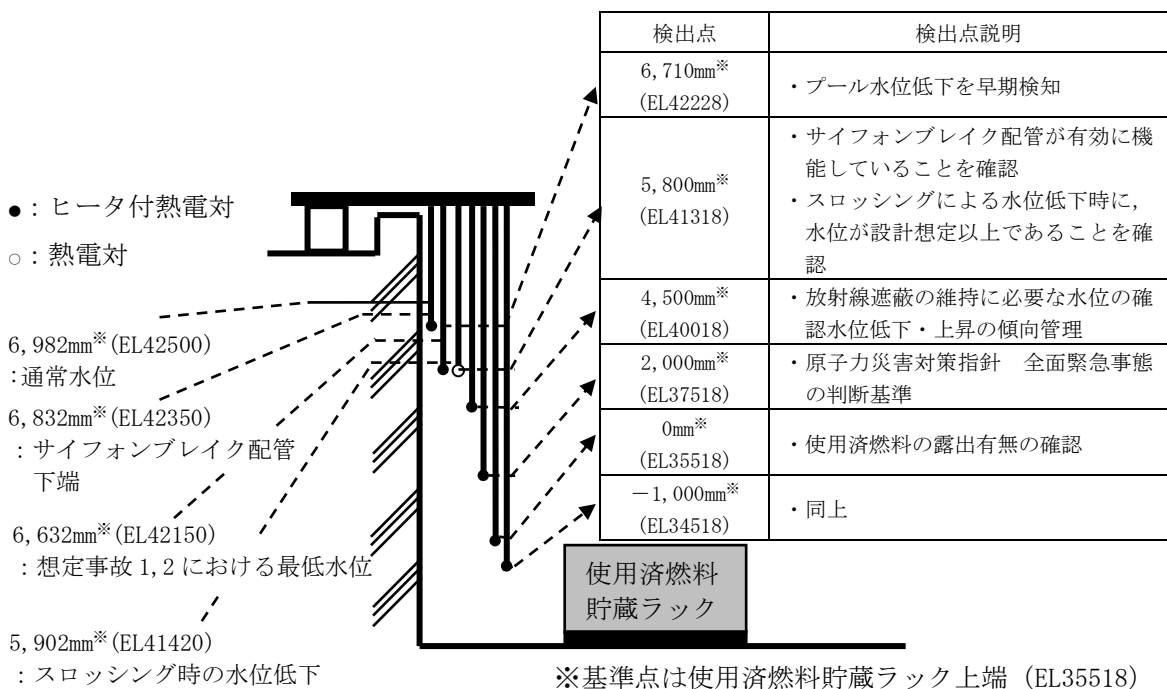 検出点 検出点説明
6,710mm※
(EL42228)
・プール水位低下を早期検知
5,800mm※
(EL41318)
・サイフォンブレイク配管が有効に機
能していることを確認
・スロッシングによる水位低下時に，
水位が設計想定以上であることを確
認
4,500mm※
(EL40018)
・放射線遮蔽の維持に必要な水位の確
認水位低下・上昇の傾向管理
2,000mm※
(EL37518)
・原子力災害対策指針　全面緊急事態
の判断基準
0mm※
(EL35518)
・使用済燃料の露出有無の確認
－1,000mm※
(EL34518)
・同上
●：ヒータ付熱電対
○：熱電対
6,982mm※(EL42500)
:通常水位
6,832mm※(EL42350)
：サイフォンブレイク配管
下端
6,632mm※(EL42150)
：想定事故 1,2 における最低水位
5,902mm※(EL41420)
：スロッシング時の水位低下
使用済燃料
貯蔵ラック
※基準点は使用済燃料貯蔵ラック上端（EL35518）